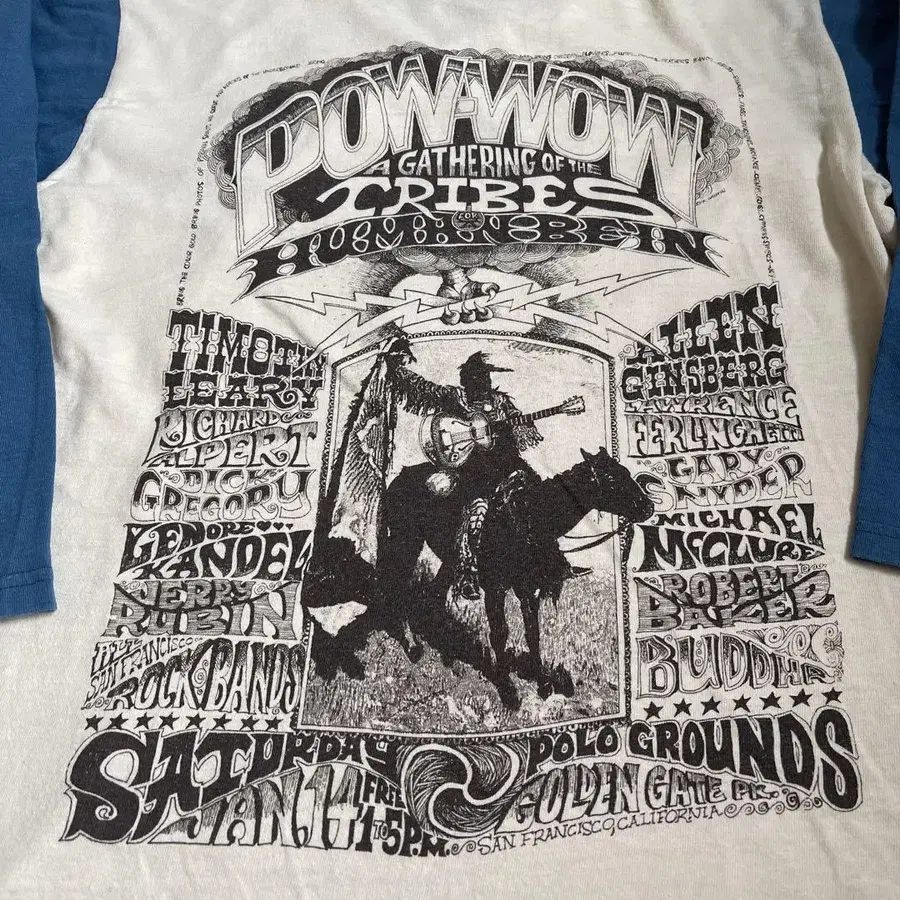 POW-WOW
A GATHERING OF THE
TRIBES
FOR A
HUMAN BE IN
TIMOTHY
LEARY
RICHARD
ALPERT
DICK
GREGORY
LENORE
KANDEL
JERRY
RUBIN
ALL
SAN FRANCISCO
ROCK BANDS
ALLEN
GINSBERG
LAWRENCE
FERLINGHETTI
GARY
SNYDER
MICHAEL
McCLURE
ROBERT
BAKER
BUDDHA
SATURDAY
JAN. 14
FREE
1 TO 5 P.M.
POLO GROUNDS
GOLDEN GATE PK.
SAN FRANCISCO, CALIFORNIA